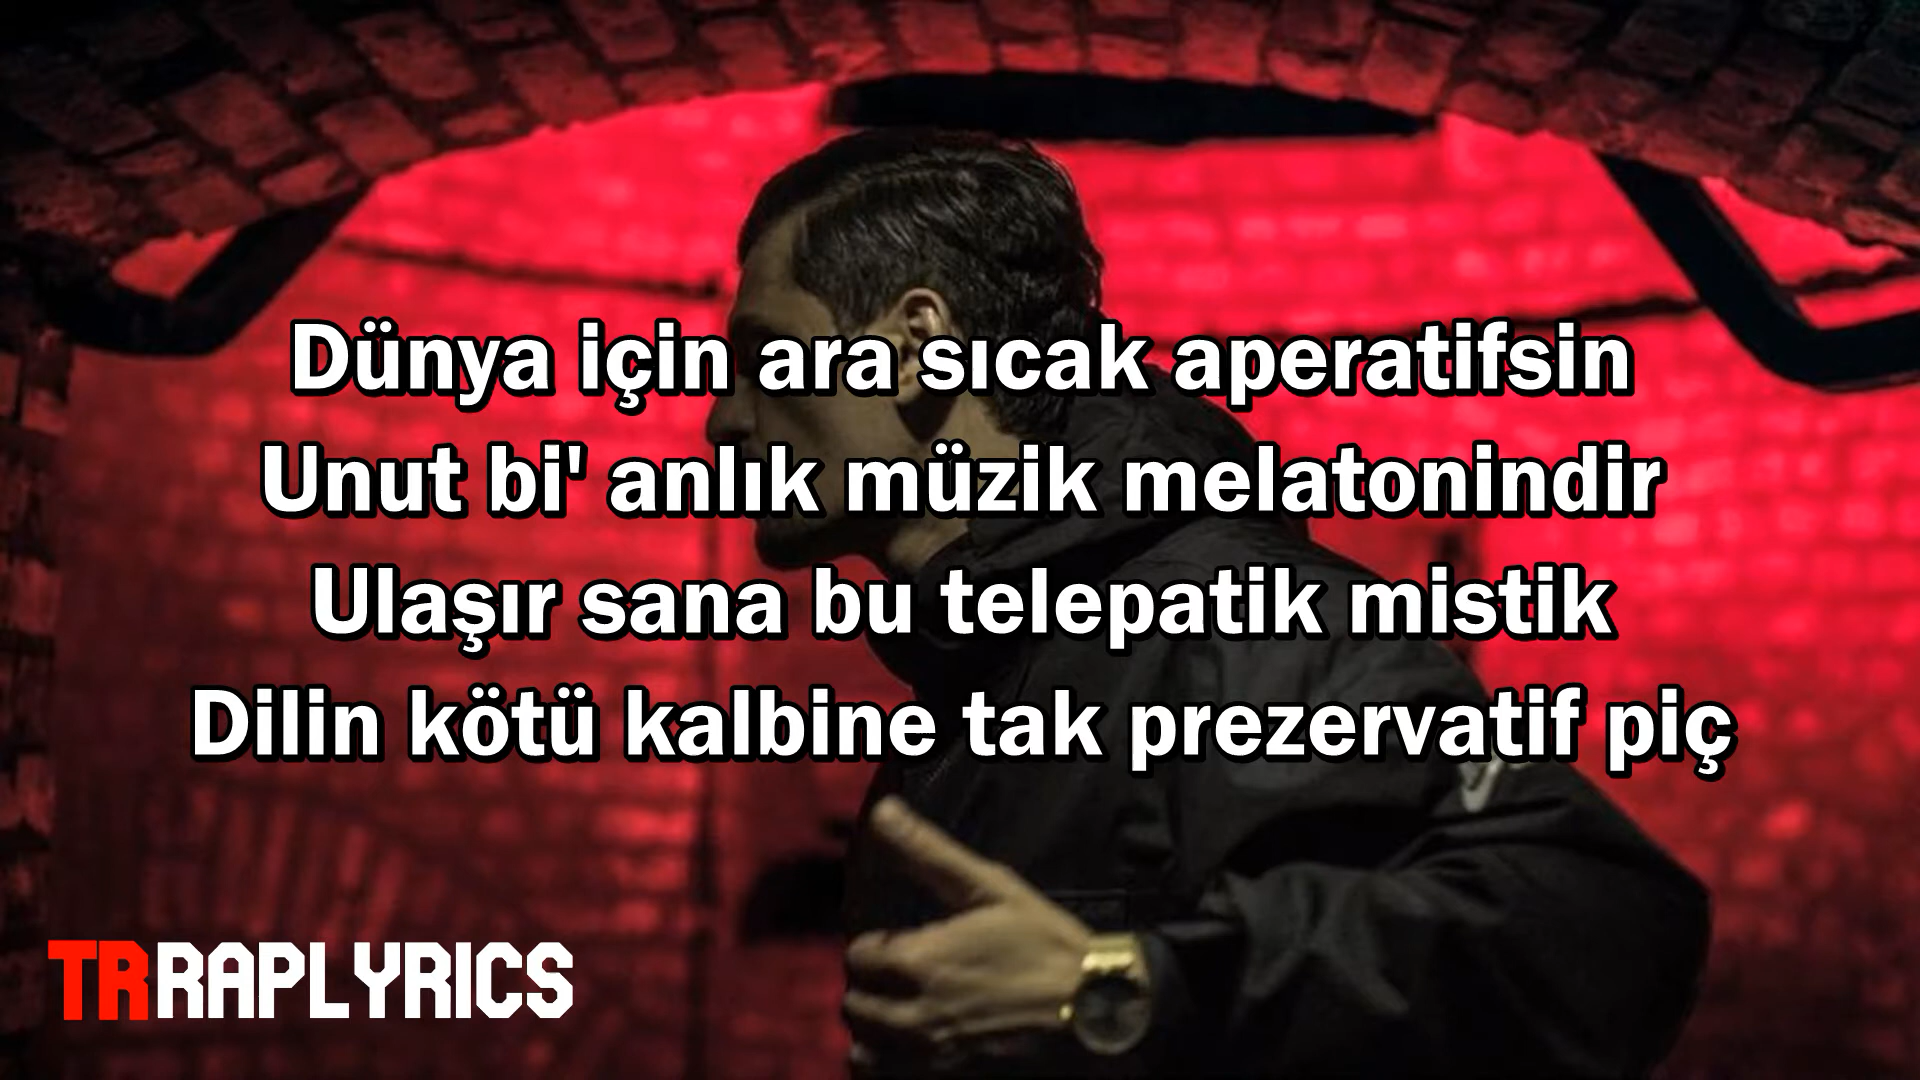 Dünya için ara sıcak aperatifsin
Unut bi' anlık müzik melatonindir
Ulaşır sana bu telepatik mistik
Dilin kötü kalbine tak prezervatif piç
TRRAPLYRICS